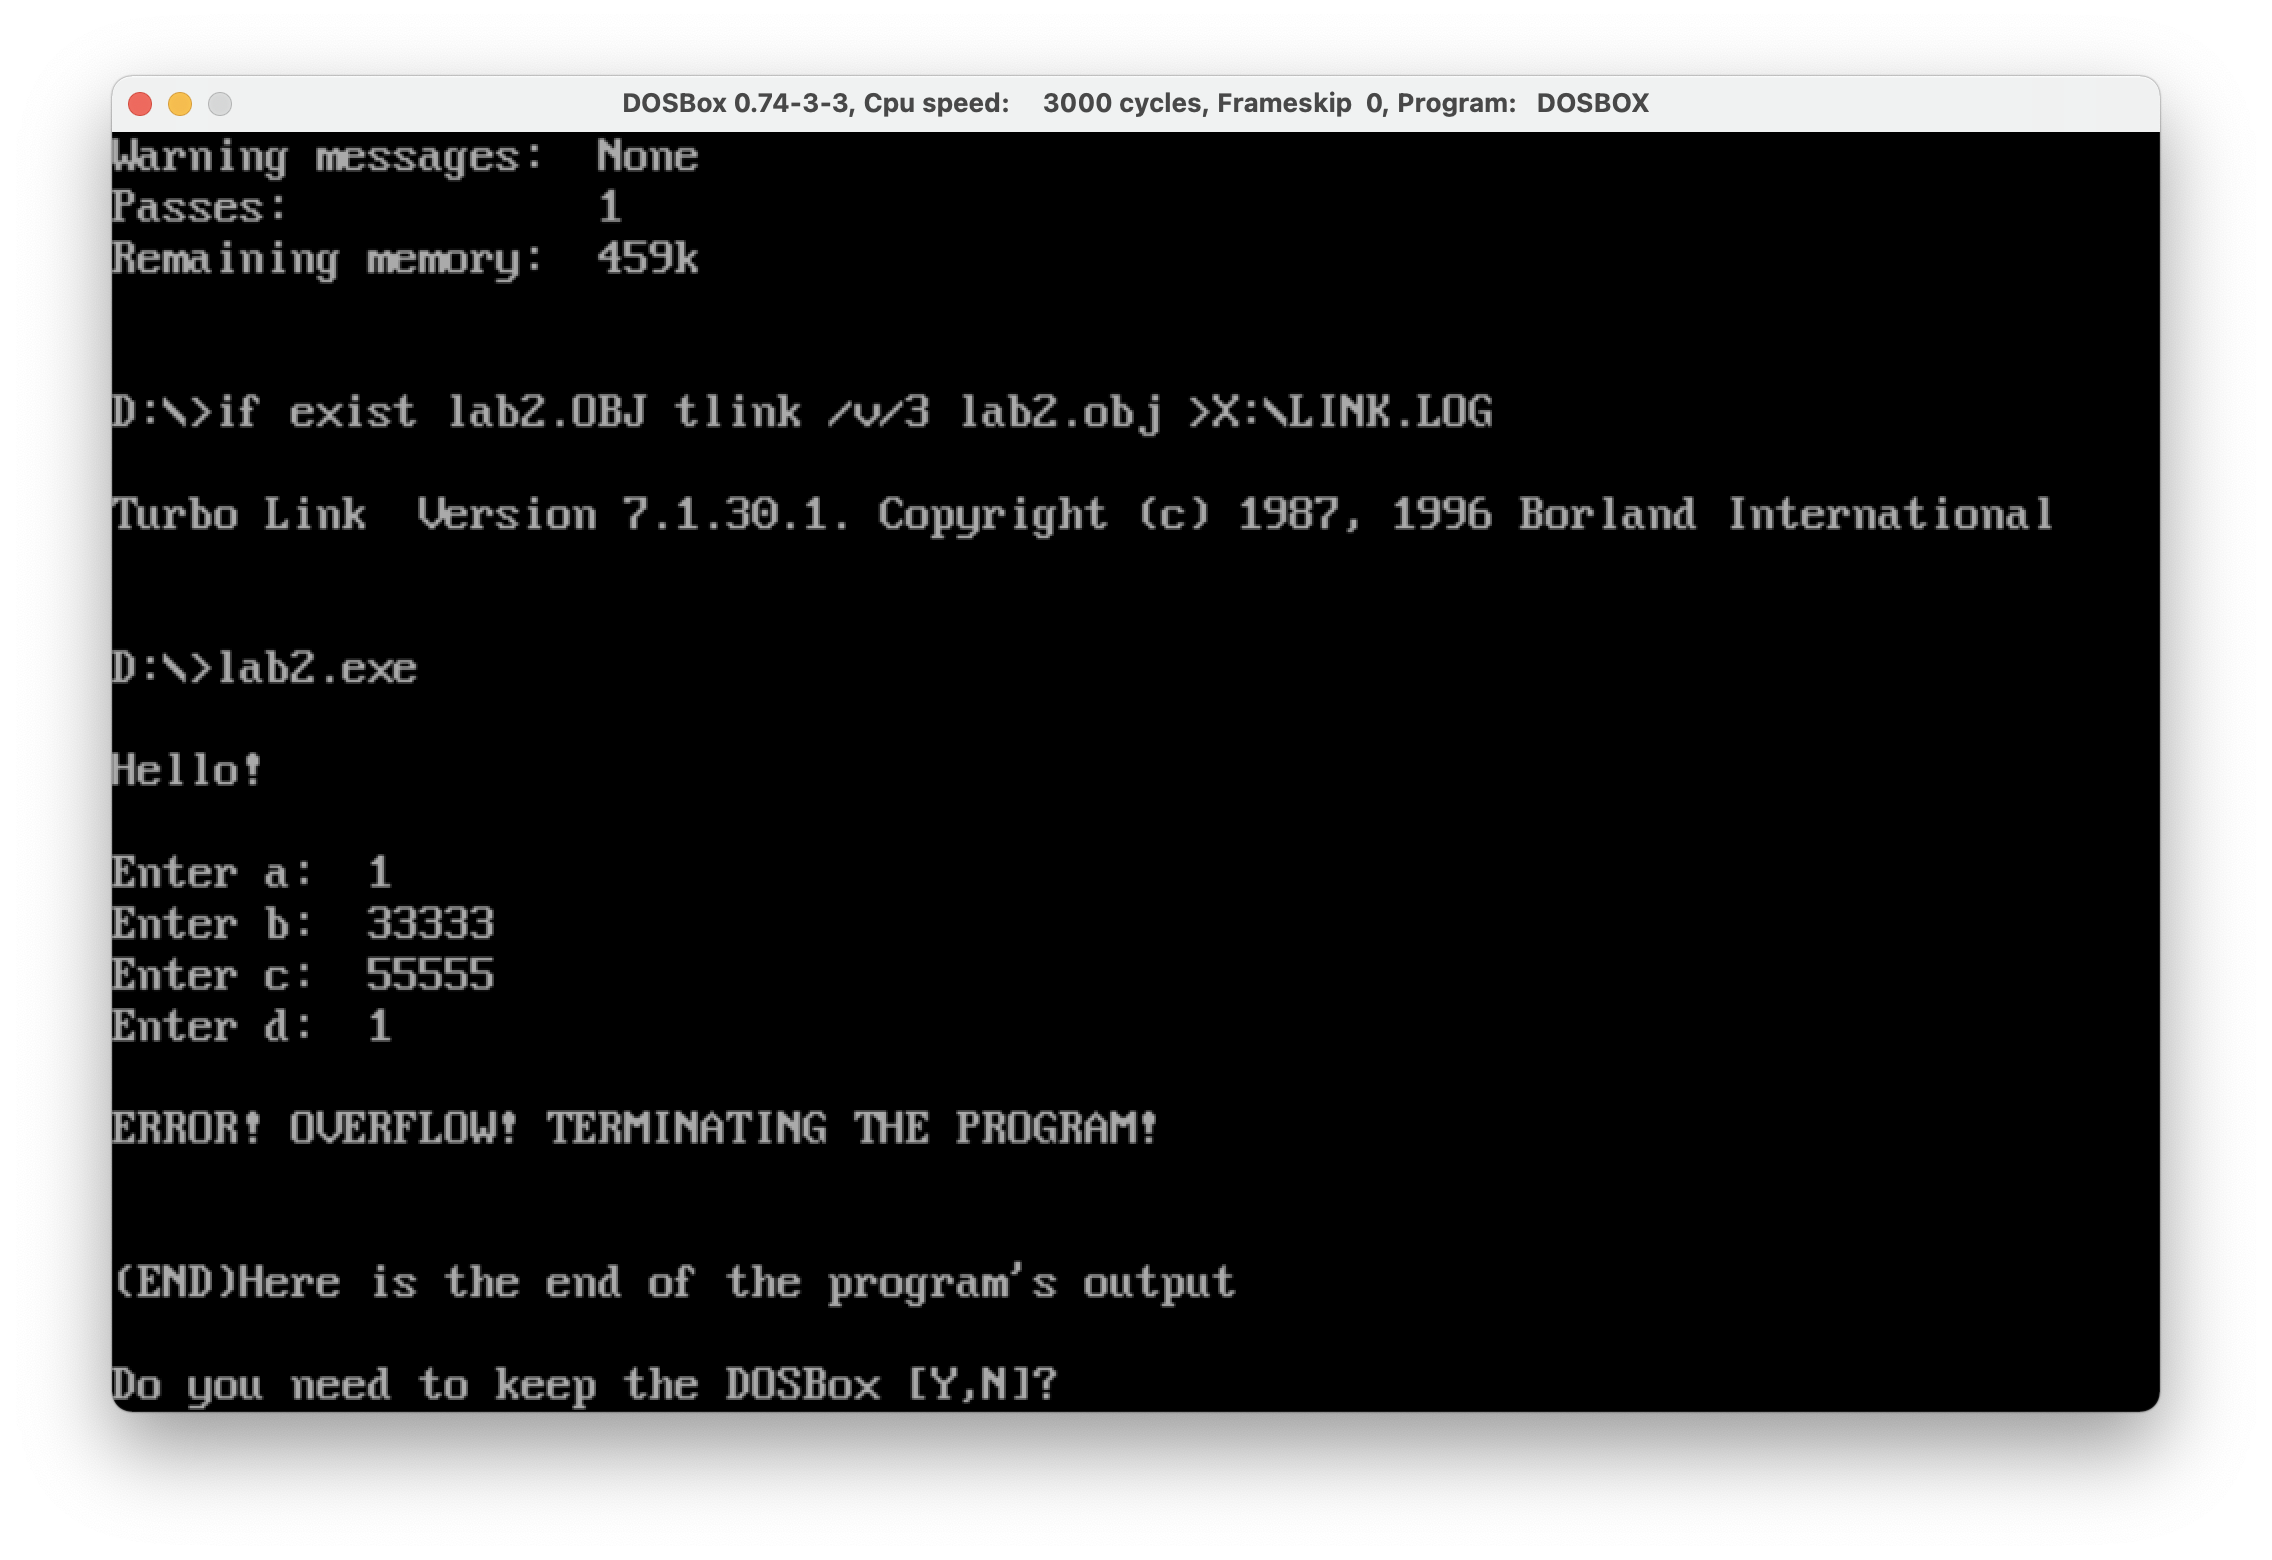 DOSBox 0.74-3-3, Cpu speed: 3000 cycles, Frameskip 0, Program: DOSBOX
Warning messages: None
Passes: 1
Remaining memory: 459k
D:\>if exist lab2.OBJ tlink /v/3 lab2.obj >X:\LINK.LOG
Turbo Link Version 7.1.30.1. Copyright (c) 1987, 1996 Borland International
D:\>lab2.exe
Hello!
Enter a: 1
Enter b: 33333
Enter c: 55555
Enter d: 1
ERROR! OVERFLOW! TERMINATING THE PROGRAM!
(END)Here is the end of the program's output
Do you need to keep the DOSBox [Y,N]?